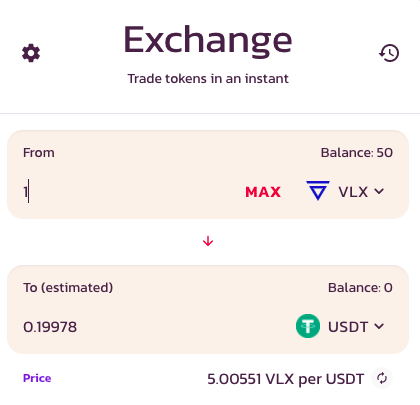 Exchange
Trade tokens in an instant
From Balance: 50
1 MAX VLX
To (estimated) Balance: 0
0.19978 USDT
Price 5.00551 VLX per USDT